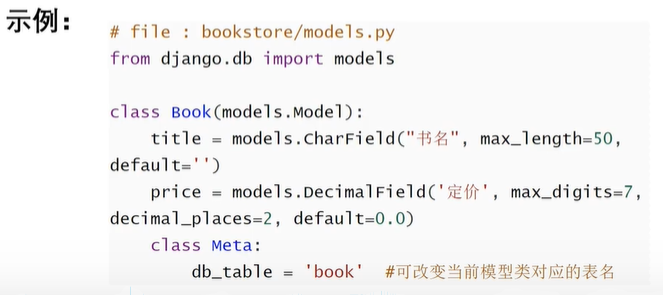 示例：
# file : bookstore/models.py
from django.db import models
class Book(models.Model):
    title = models.CharField("书名", max_length=50,
default='')
    price = models.DecimalField('定价', max_digits=7,
decimal_places=2, default=0.0)
    class Meta:
        db_table = 'book'  #可改变当前模型类对应的表名